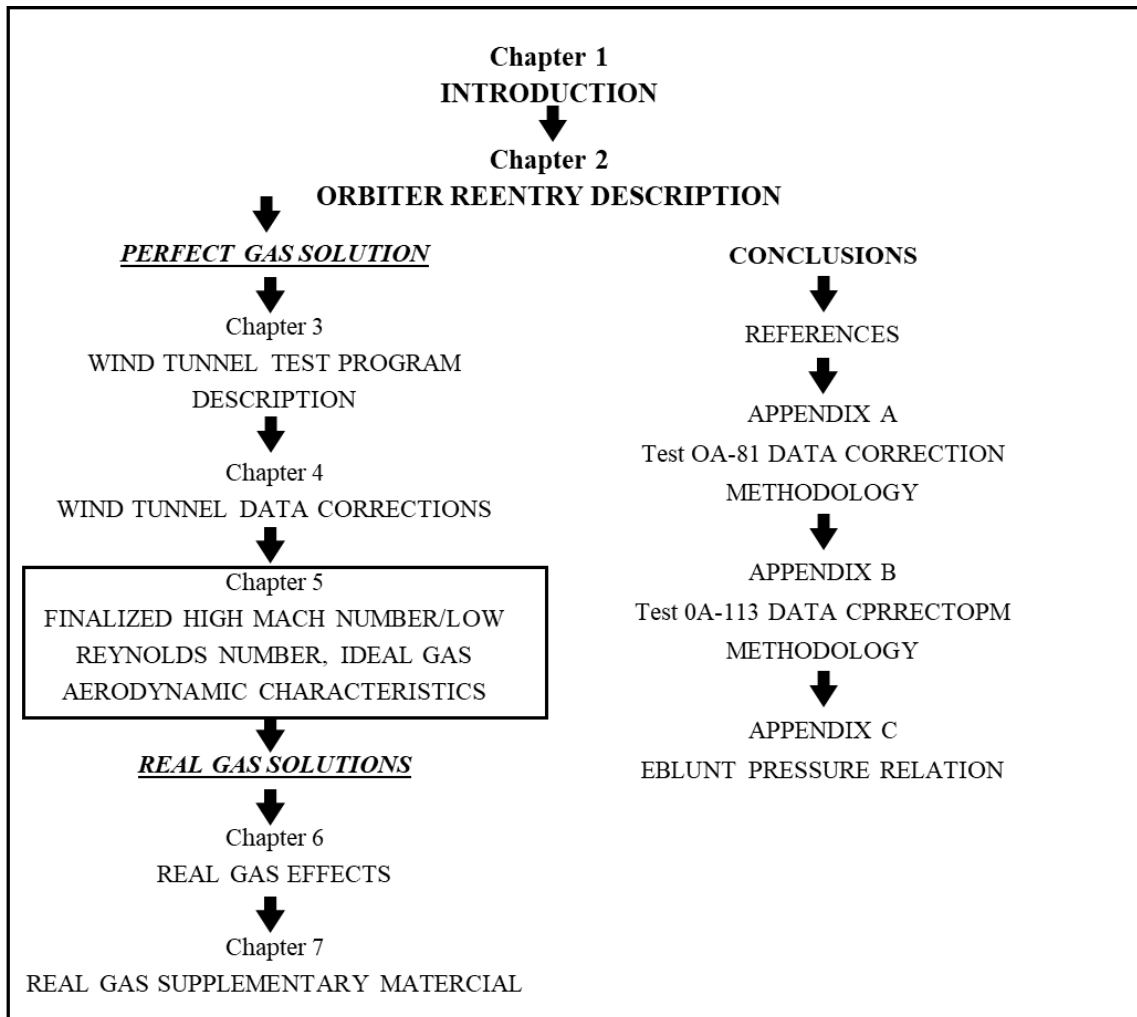 Chapter 1
INTRODUCTION
Chapter 2
ORBITER REENTRY DESCRIPTION
PERFECT GAS SOLUTION
Chapter 3
WIND TUNNEL TEST PROGRAM
DESCRIPTION
Chapter 4
WIND TUNNEL DATA CORRECTIONS
Chapter 5
FINALIZED HIGH MACH NUMBER/LOW
REYNOLDS NUMBER, IDEAL GAS
AERODYNAMIC CHARACTERISTICS
REAL GAS SOLUTIONS
Chapter 6
REAL GAS EFFECTS
Chapter 7
REAL GAS SUPPLEMENTARY MATERCIAL
CONCLUSIONS
REFERENCES
APPENDIX A
Test OA-81 DATA CORRECTION
METHODOLOGY
APPENDIX B
Test 0A-113 DATA CPRRECTOPM
METHODOLOGY
APPENDIX C
EBLUNT PRESSURE RELATION